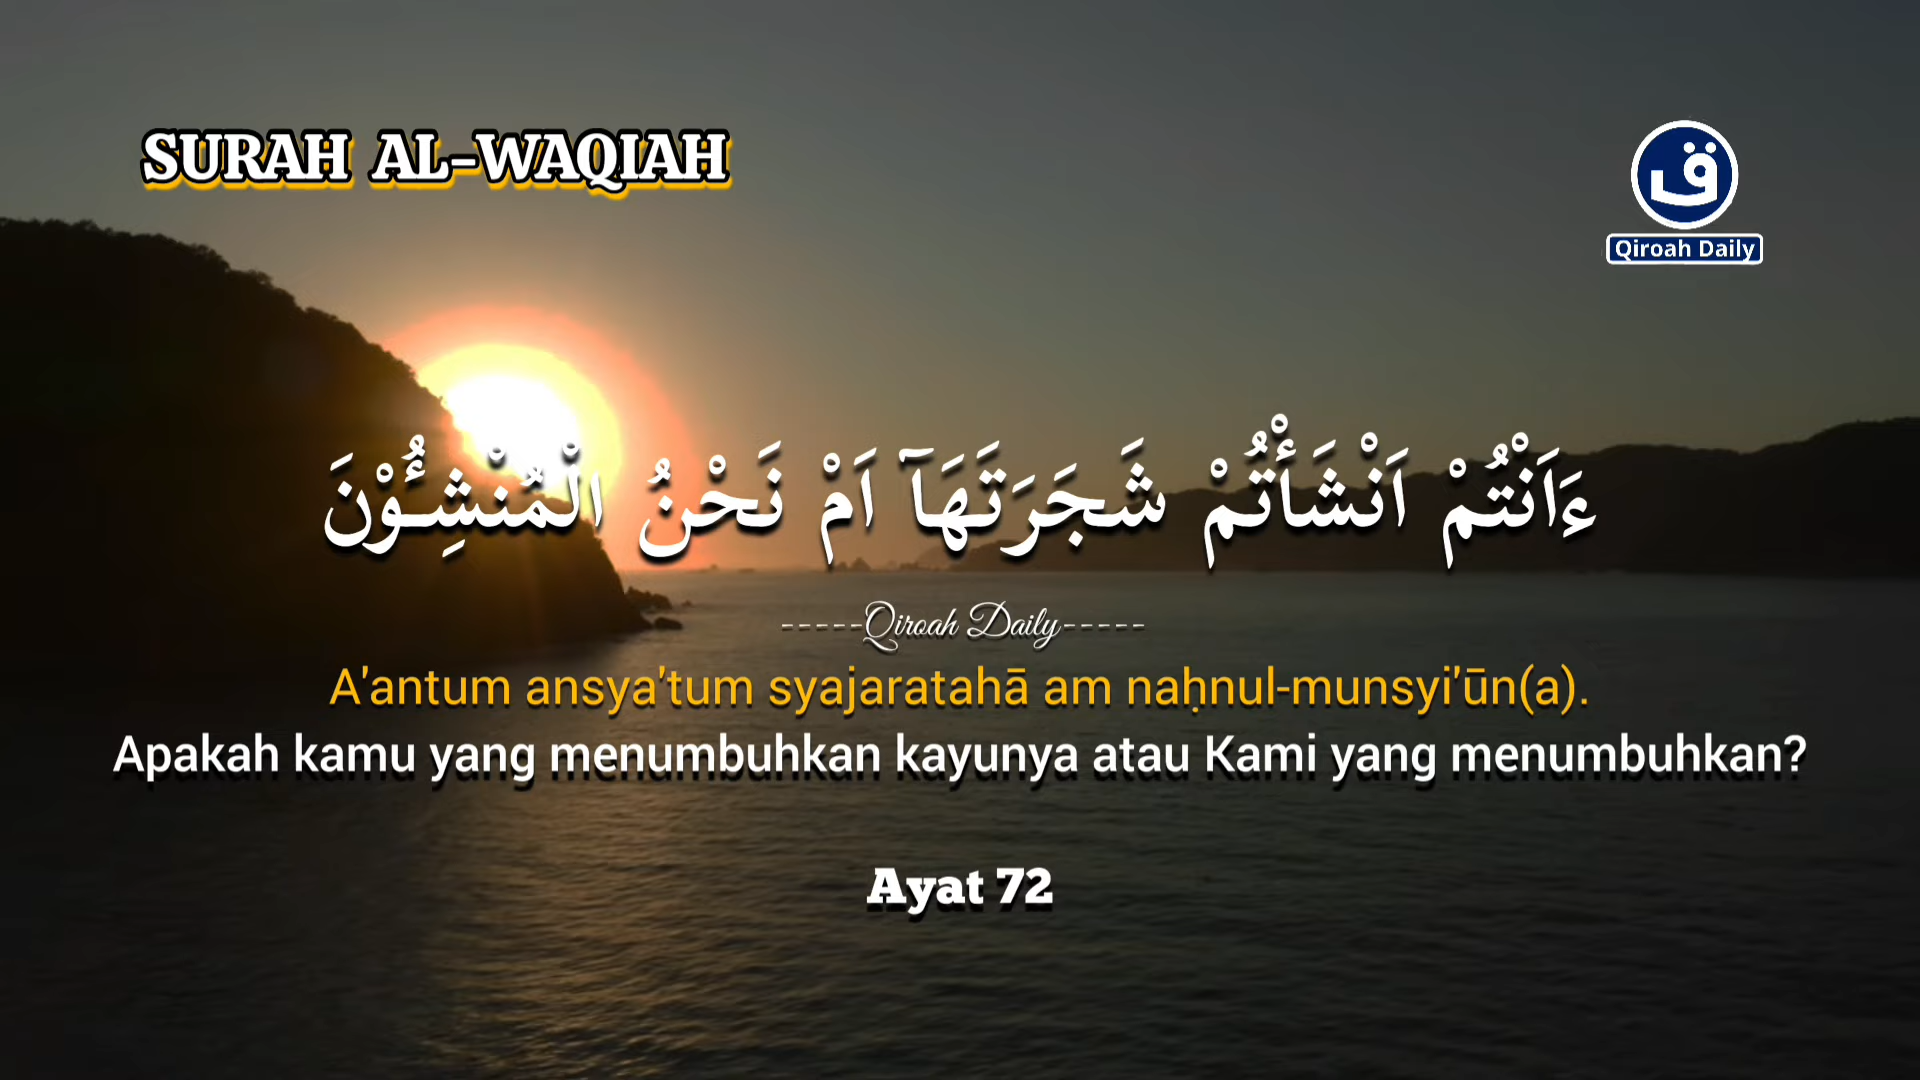 SURAH AL-WAQIAH
ق
Qiroah Daily
ءَاَنْتُمْ اَنْشَأْتُمْ شَجَرَتَهَآ اَمْ نَحْنُ الْمُنْشِـُٔوْنَ
-----Qiroah Daily-----
A'antum ansya'tum syajaratahā am naḥnul-munsyi'ūn(a).
Apakah kamu yang menumbuhkan kayunya atau Kami yang menumbuhkan?
Ayat 72